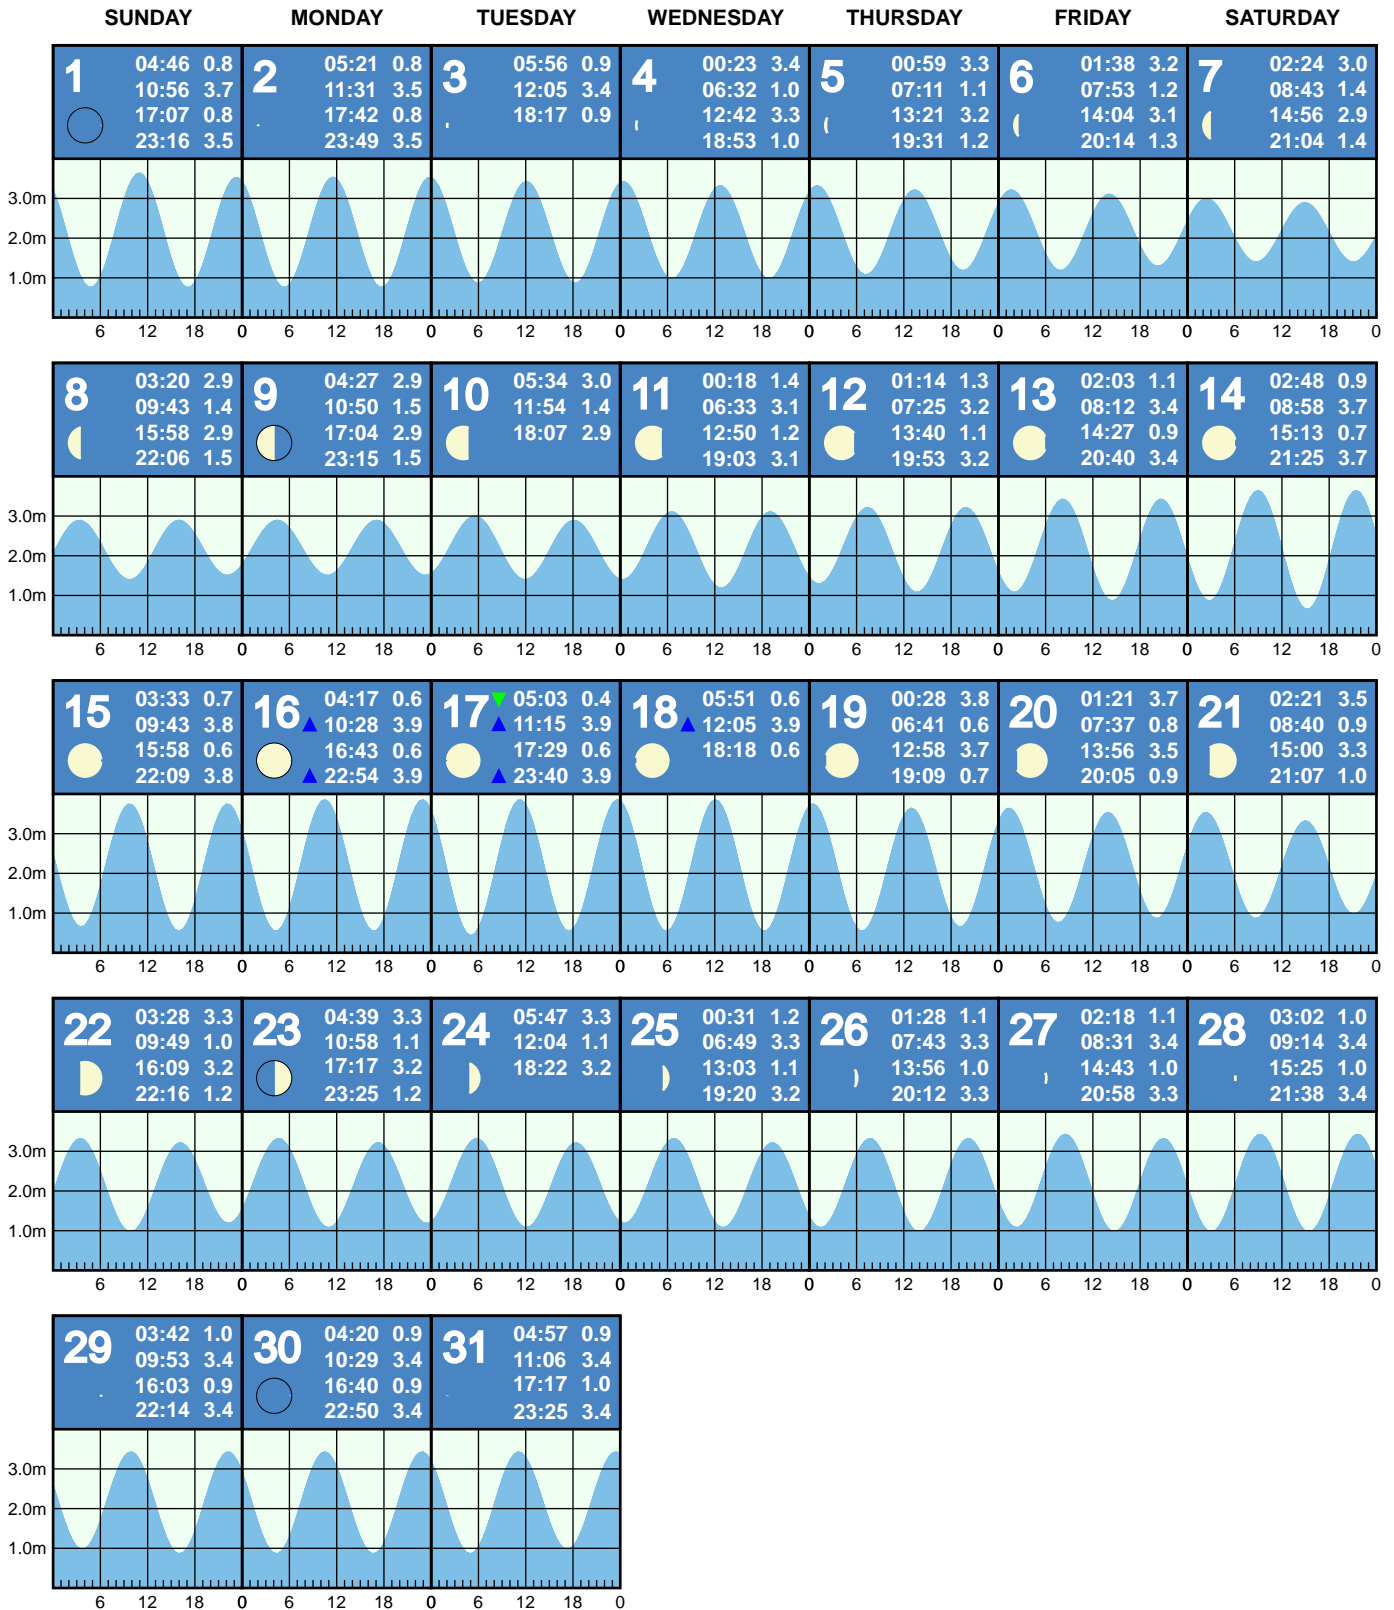 SUNDAY MONDAY TUESDAY WEDNESDAY THURSDAY FRIDAY SATURDAY
1 04:46 0.8
10:56 3.7
17:07 0.8
23:16 3.5
2 05:21 0.8
11:31 3.5
17:42 0.8
23:49 3.5
3 05:56 0.9
12:05 3.4
18:17 0.9
4 00:23 3.4
06:32 1.0
12:42 3.3
18:53 1.0
5 00:59 3.3
07:11 1.1
13:21 3.2
19:31 1.2
6 01:38 3.2
07:53 1.2
14:04 3.1
20:14 1.3
7 02:24 3.0
08:43 1.4
14:56 2.9
21:04 1.4
3.0m
2.0m
1.0m
6 12 18 0 6 12 18 0 6 12 18 0 6 12 18 0 6 12 18 0 6 12 18 0 6 12 18 0
8 03:20 2.9
09:43 1.4
15:58 2.9
22:06 1.5
9 04:27 2.9
10:50 1.5
17:04 2.9
23:15 1.5
10 05:34 3.0
11:54 1.4
18:07 2.9
11 00:18 1.4
06:33 3.1
12:50 1.2
19:03 3.1
12 01:14 1.3
07:25 3.2
13:40 1.1
19:53 3.2
13 02:03 1.1
08:12 3.4
14:27 0.9
20:40 3.4
14 02:48 0.9
08:58 3.7
15:13 0.7
21:25 3.7
3.0m
2.0m
1.0m
6 12 18 0 6 12 18 0 6 12 18 0 6 12 18 0 6 12 18 0 6 12 18 0 6 12 18 0
15 03:33 0.7
09:43 3.8
15:58 0.6
22:09 3.8
16 04:17 0.6
10:28 3.9
16:43 0.6
22:54 3.9
17 05:03 0.4
11:15 3.9
17:29 0.6
23:40 3.9
18 05:51 0.6
12:05 3.9
18:18 0.6
19 00:28 3.8
06:41 0.6
12:58 3.7
19:09 0.7
20 01:21 3.7
07:37 0.8
13:56 3.5
20:05 0.9
21 02:21 3.5
08:40 0.9
15:00 3.3
21:07 1.0
3.0m
2.0m
1.0m
6 12 18 0 6 12 18 0 6 12 18 0 6 12 18 0 6 12 18 0 6 12 18 0 6 12 18 0
22 03:28 3.3
09:49 1.0
16:09 3.2
22:16 1.2
23 04:39 3.3
10:58 1.1
17:17 3.2
23:25 1.2
24 05:47 3.3
12:04 1.1
18:22 3.2
25 00:31 1.2
06:49 3.3
13:03 1.1
19:20 3.2
26 01:28 1.1
07:43 3.3
13:56 1.0
20:12 3.3
27 02:18 1.1
08:31 3.4
14:43 1.0
20:58 3.3
28 03:02 1.0
09:14 3.4
15:25 1.0
21:38 3.4
3.0m
2.0m
1.0m
6 12 18 0 6 12 18 0 6 12 18 0 6 12 18 0 6 12 18 0 6 12 18 0 6 12 18 0
29 03:42 1.0
09:53 3.4
16:03 0.9
22:14 3.4
30 04:20 0.9
10:29 3.4
16:40 0.9
22:50 3.4
31 04:57 0.9
11:06 3.4
17:17 1.0
23:25 3.4
3.0m
2.0m
1.0m
6 12 18 0 6 12 18 0 6 12 18 0